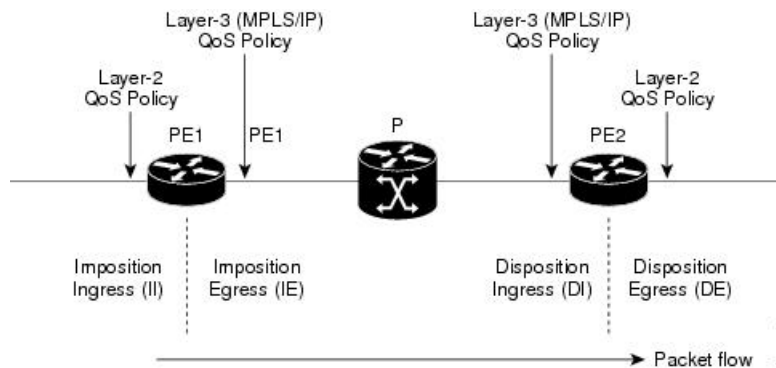 Layer-3 (MPLS/IP)
QoS Policy
Layer-3 (MPLS/IP)
QoS Policy
Layer-2
QoS Policy
Layer-2
QoS Policy
PE1
PE1
P
PE2
Imposition
Ingress (II)
Imposition
Egress (IE)
Disposition
Ingress (DI)
Disposition
Egress (DE)
Packet flow